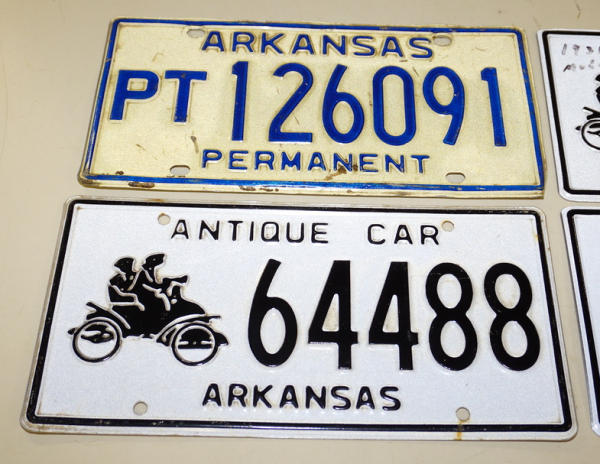 ARKANSAS
PT 126091
PERMANENT
ANTIQUE CAR
64488
ARKANSAS